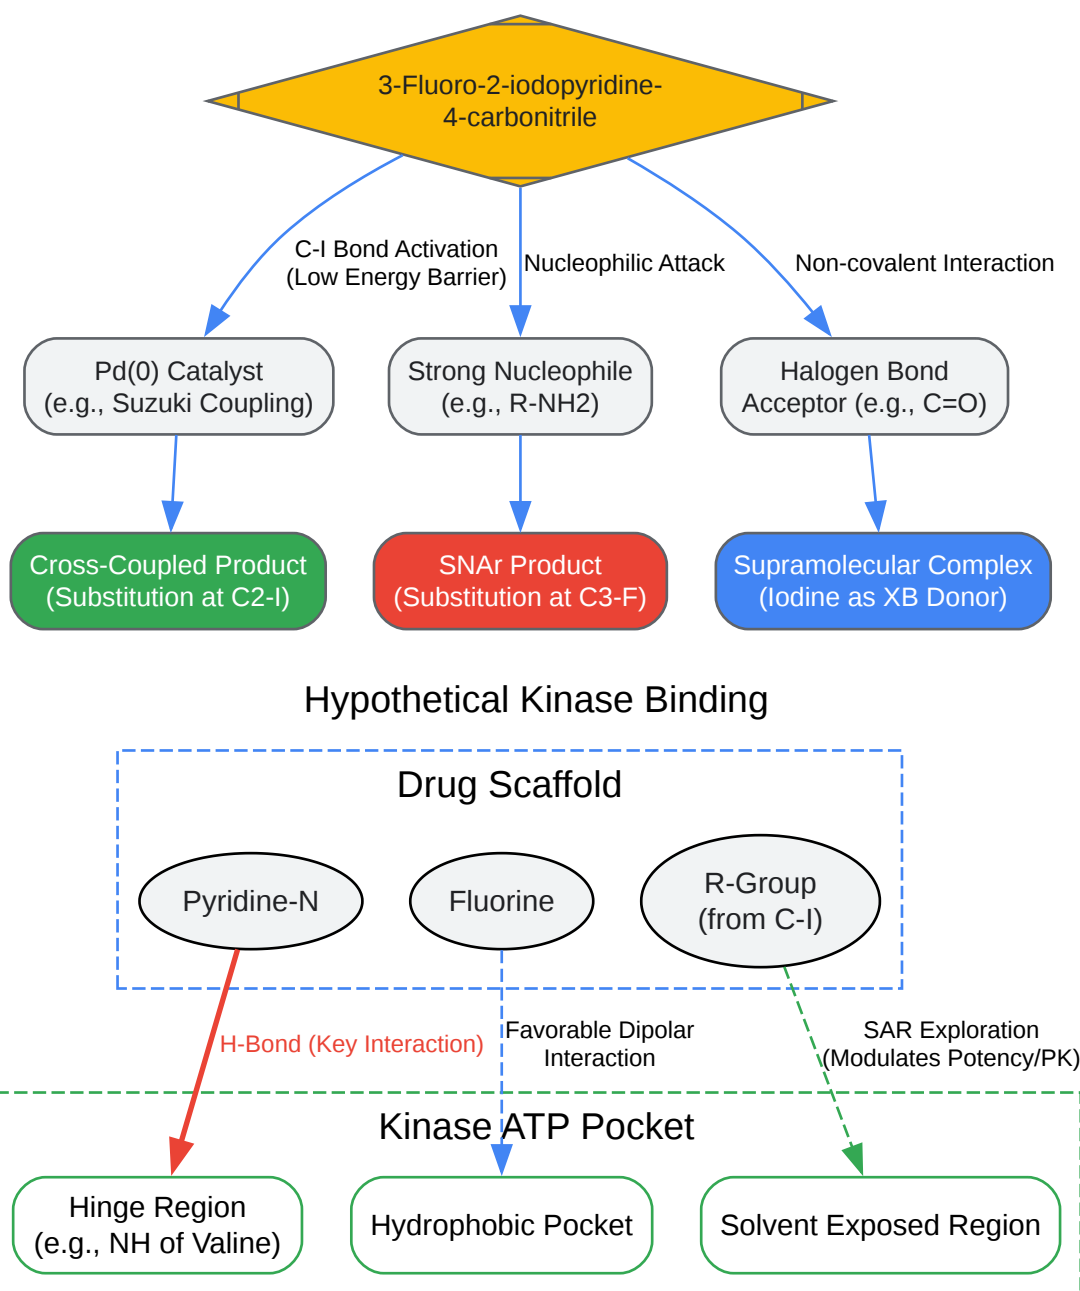 3-Fluoro-2-iodopyridine-
4-carbonitrile
C-I Bond Activation
(Low Energy Barrier)
Nucleophilic Attack
Non-covalent Interaction
Pd(0) Catalyst
(e.g., Suzuki Coupling)
Strong Nucleophile
(e.g., R-NH2)
Halogen Bond
Acceptor (e.g., C=O)
Cross-Coupled Product
(Substitution at C2-I)
SNAr Product
(Substitution at C3-F)
Supramolecular Complex
(Iodine as XB Donor)
Hypothetical Kinase Binding
Drug Scaffold
Pyridine-N
Fluorine
R-Group
(from C-I)
H-Bond (Key Interaction)
Favorable Dipolar
Interaction
SAR Exploration
(Modulates Potency/PK)
Kinase ATP Pocket
Hinge Region
(e.g., NH of Valine)
Hydrophobic Pocket
Solvent Exposed Region